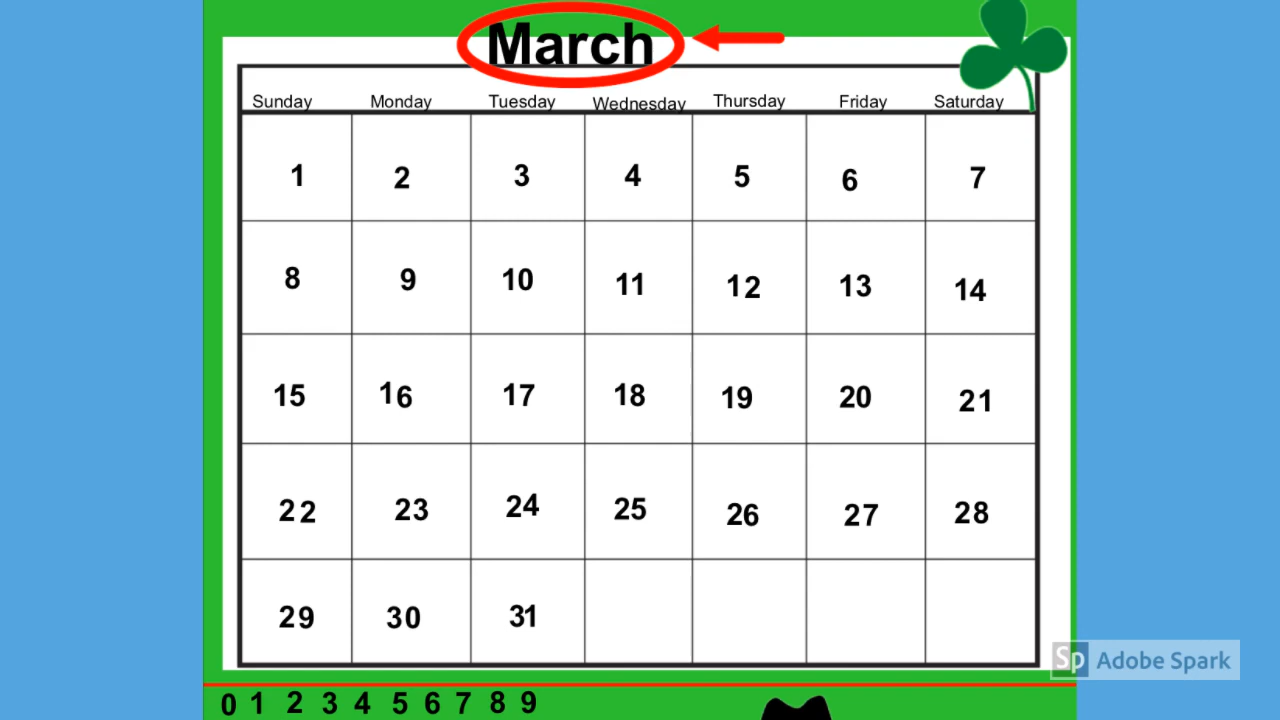 March
Sunday Monday Tuesday Wednesday Thursday Friday Saturday
1 2 3 4 5 6 7
8 9 10 11 12 13 14
15 16 17 18 19 20 21
22 23 24 25 26 27 28
29 30 31
Sp Adobe Spark
0 1 2 3 4 5 6 7 8 9